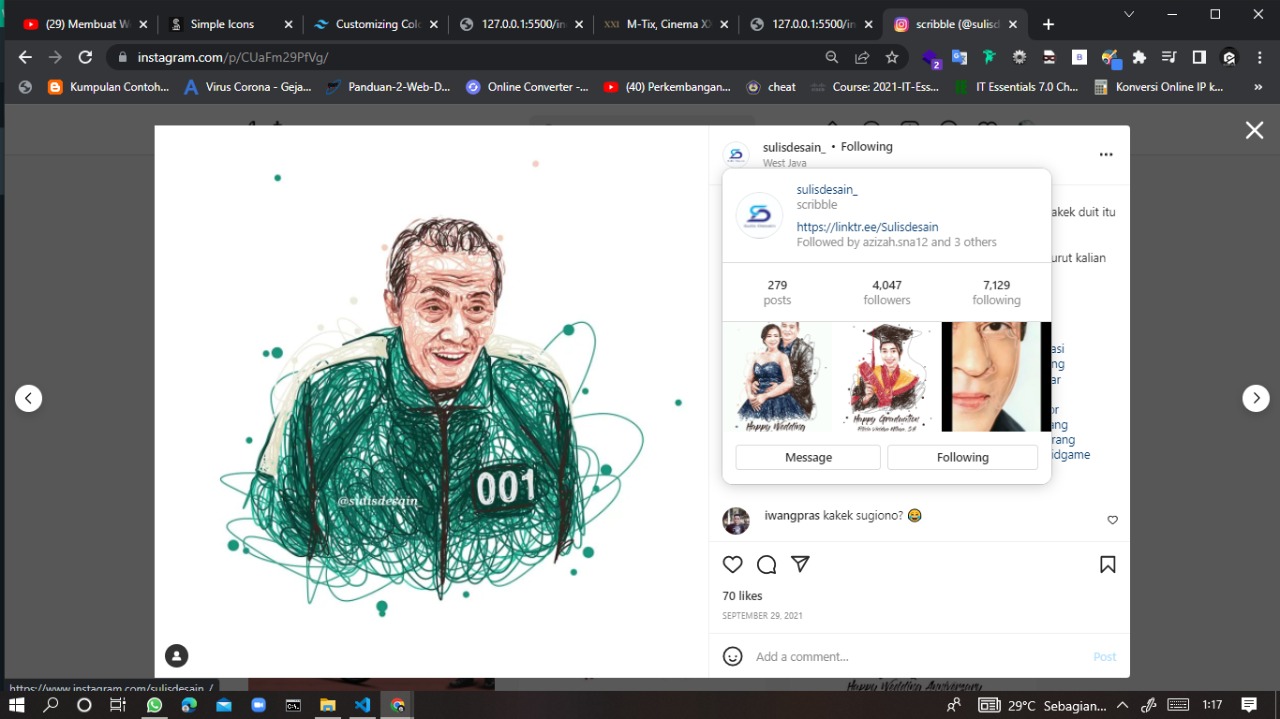 (29) Membuat W
Simple Icons
Customizing Col
127.0.0.1:5500/in
M-Tix, Cinema X
127.0.0.1:5500/in
scribble (@sulisd
instagram.com/p/CUaFm29PfVg/
2
Kumpulan Contoh...
Virus Corona - Geja...
Panduan-2-Web-D...
Online Converter -...
(40) Perkembangan...
cheat
Course: 2021-IT-Ess...
IT Essentials 7.0 Ch...
Konversi Online IP k...
sulisdesain_ • Following
West Java
sulisdesain_
scribble
https://linktr.ee/Sulisdesain
Followed by azizah.sna12 and 3 others
279 4,047 7,129
posts followers following
akek duit itu
urut kalian
asi
ng
ar
or
ang
rang
idgame
Happy Wedding
Happy Graduation
Message
Following
001
@sulisdesain_
iwangpras kakek sugiono? 😂
70 likes
SEPTEMBER 29, 2021
Add a comment...
Post
https://www.instagram.com/sulisdesain_/
Happy Wedding Anniversary
29°C Sebagian...
1:17